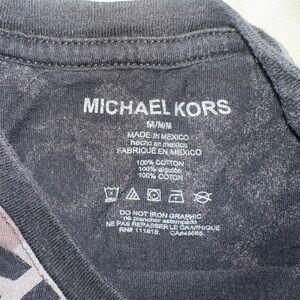 MICHAEL KORS
M/M/M
MADE IN MEXICO
hecho en mexico
FABRIQUÉ EN MEXICO
100% COTTON
100% algodón
100% COTON
DO NOT IRON GRAPHIC
no planchar estampado
NE PAS REPASSER LE GRAPHIQUE
RN# 111818.